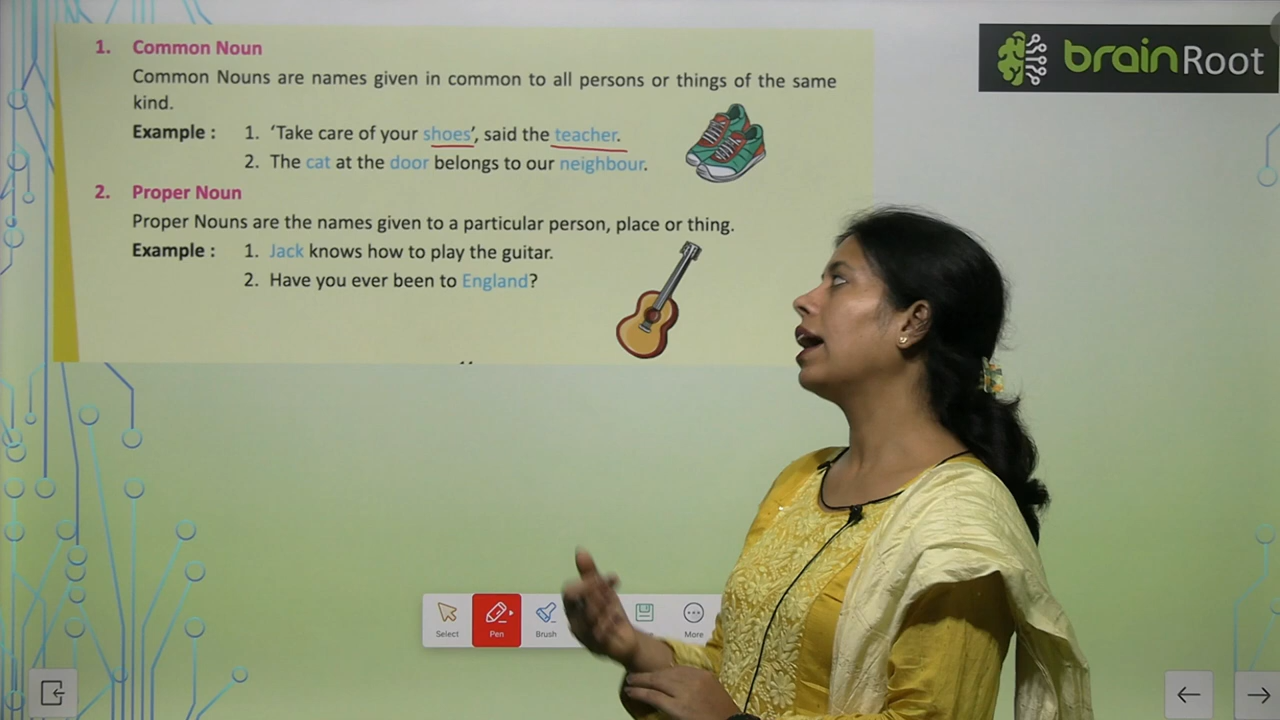 brainRoot
1. Common Noun
Common Nouns are names given in common to all persons or things of the same
kind.
Example : 1. ‘Take care of your shoes’, said the teacher.
2. The cat at the door belongs to our neighbour.
2. Proper Noun
Proper Nouns are the names given to a particular person, place or thing.
Example : 1. Jack knows how to play the guitar.
2. Have you ever been to England?
Select Pen Brush More